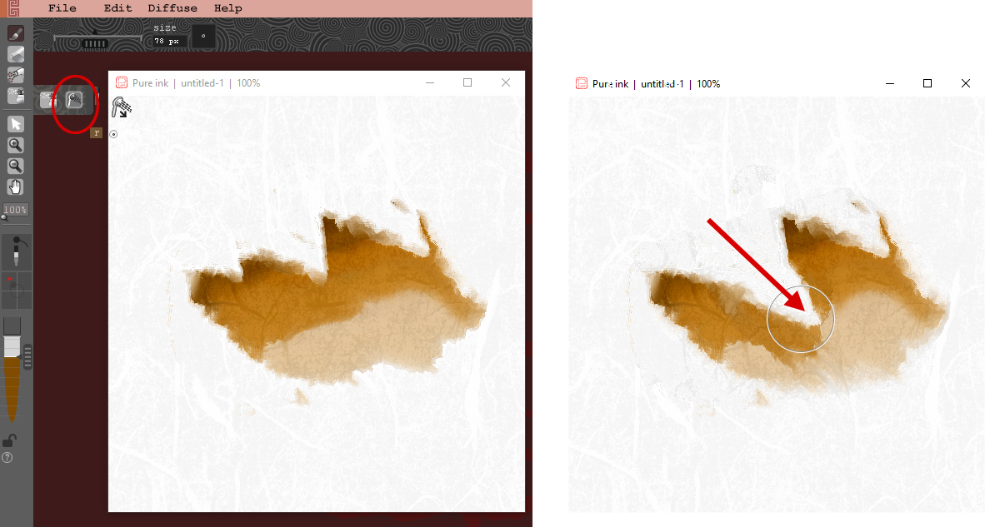 File Edit Diffuse Help
size
78 px
Pure ink | untitled-1 | 100%
F
100%
?
Pure ink | untitled-1 | 100%